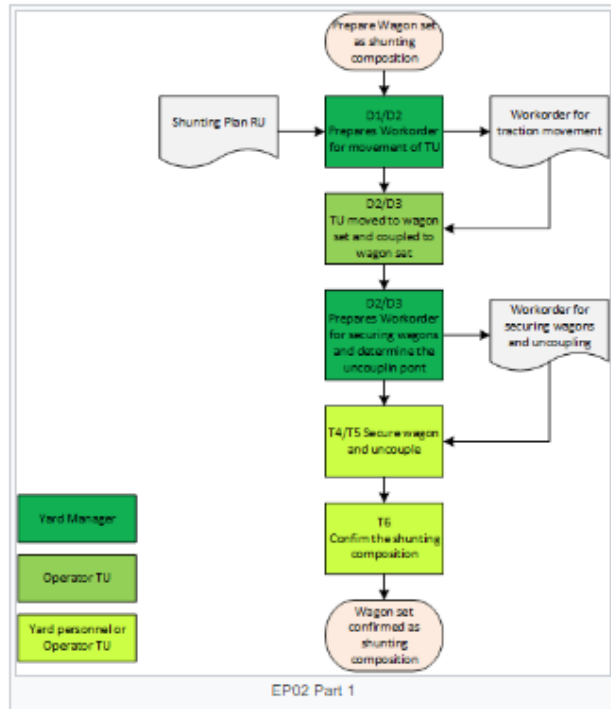 Prepare Wagon set
as shunting
composition
Shunting Plan RU
D1/D2
Prepares Workorder
for movement of TU
Workorder for
traction movement
D2/D3
TU moved to wagon
set and coupled to
wagon set
D2/D3
Prepares Workorder
for securing wagons
and determine the
uncouplin pont
Workorder for
securing wagons
and uncoupling
T4/T5 Secure wagon
and uncouple
T6
Confim the shunting
composition
Wagon set
confirmed as
shunting
composition
Yard Manager
Operator TU
Yard personnel or
Operator TU
EP02 Part 1